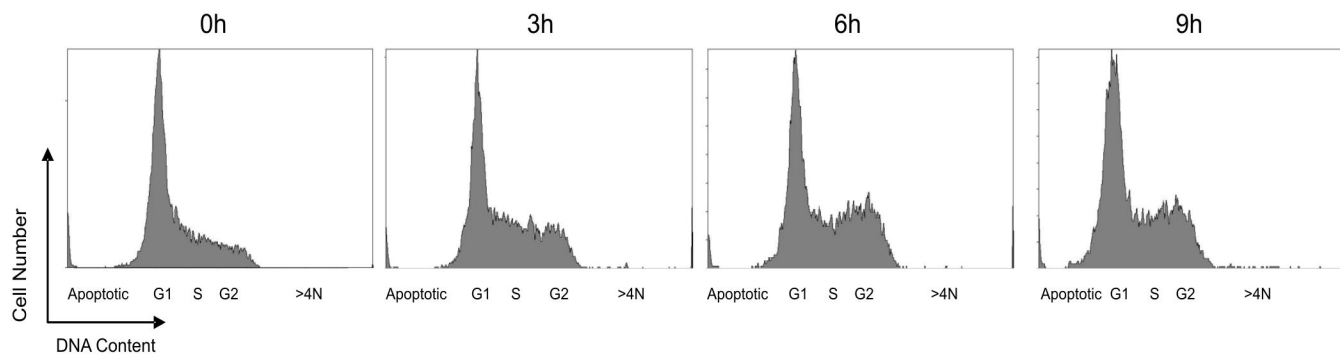 0h 3h 6h 9h
Cell Number
Apoptotic G1 S G2 >4N Apoptotic G1 S G2 >4N Apoptotic G1 S G2 >4N Apoptotic G1 S G2 >4N
DNA Content